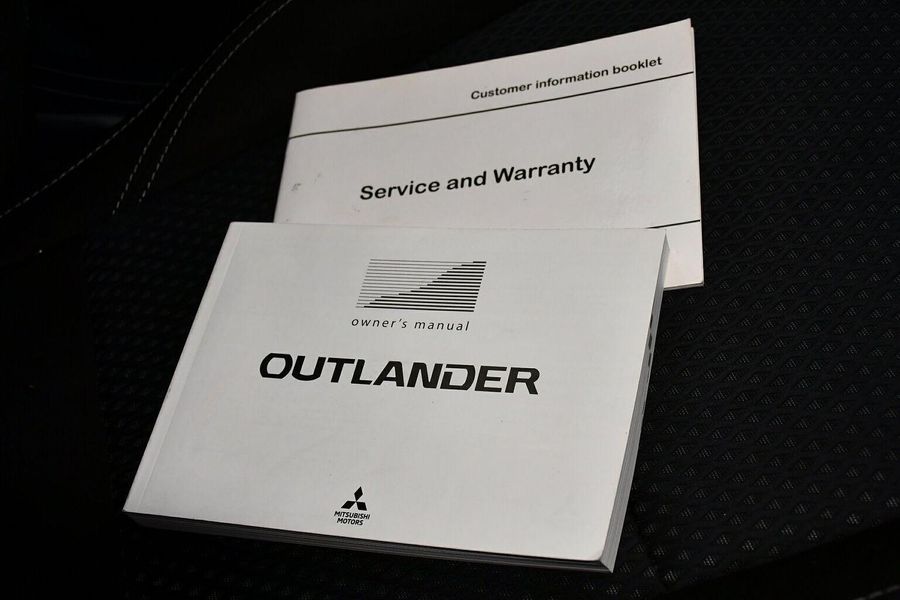 Customer information booklet
Service and Warranty
owner's manual
OUTLANDER
MITSUBISHI
MOTORS